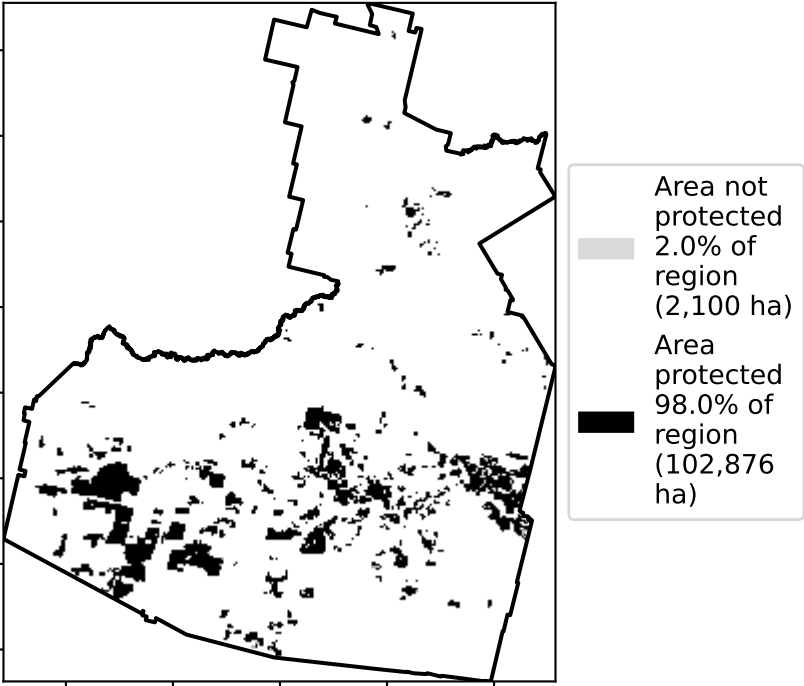 Area not
protected
2.0% of
region
(2,100 ha)
Area
protected
98.0% of
region
(102,876
ha)